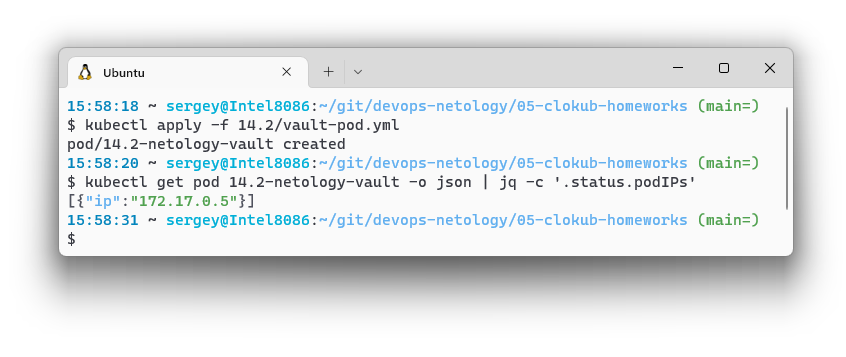 Ubuntu
15:58:18 ~ sergey@Intel8086:~/git/devops-netology/05-clokub-homeworks (main=)
$ kubectl apply -f 14.2/vault-pod.yml
pod/14.2-netology-vault created
15:58:20 ~ sergey@Intel8086:~/git/devops-netology/05-clokub-homeworks (main=)
$ kubectl get pod 14.2-netology-vault -o json | jq -c '.status.podIPs'
[{"ip":"172.17.0.5"}]
15:58:31 ~ sergey@Intel8086:~/git/devops-netology/05-clokub-homeworks (main=)
$